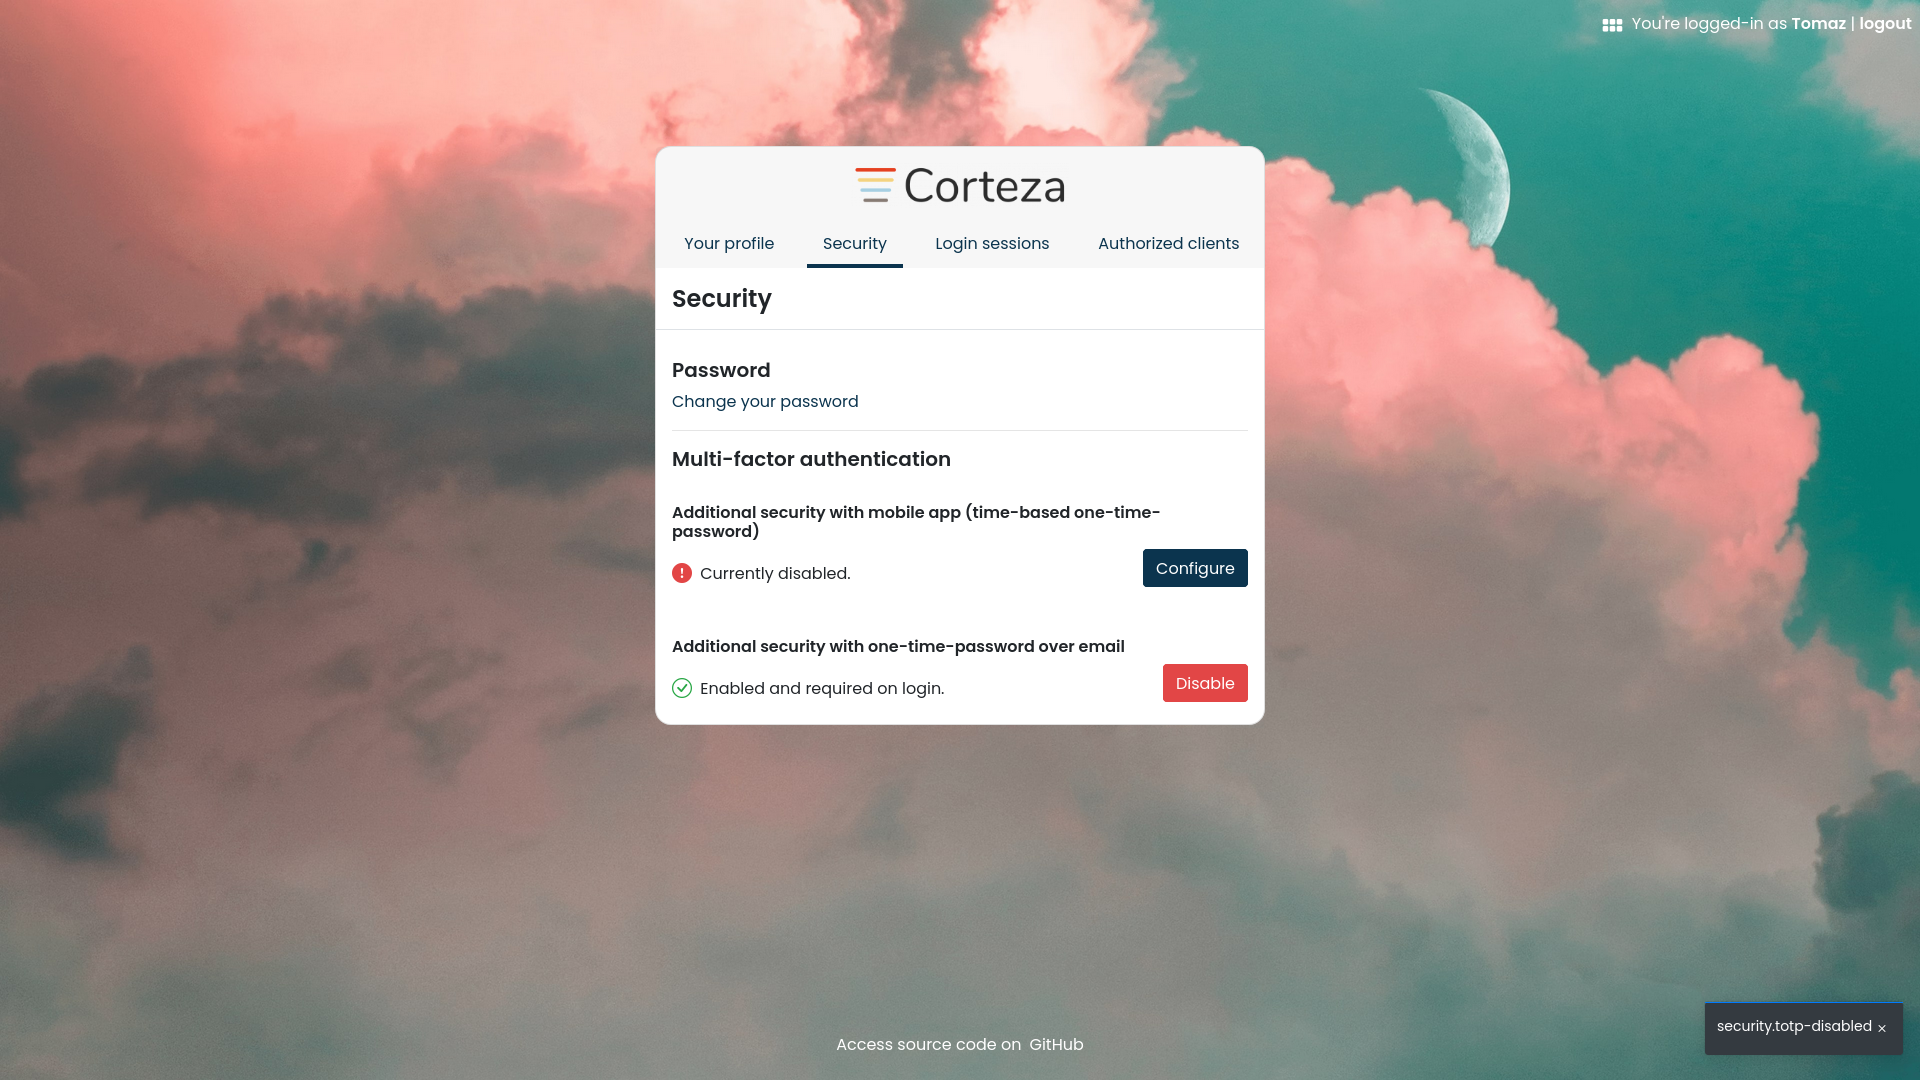 You're logged-in as Tomaz | logout
Corteza
Your profile
Security
Login sessions
Authorized clients
Security
Password
Change your password
Multi-factor authentication
Additional security with mobile app (time-based one-time-
password)
Currently disabled.
Configure
Additional security with one-time-password over email
Enabled and required on login.
Disable
Access source code on GitHub
security.totp-disabled ×